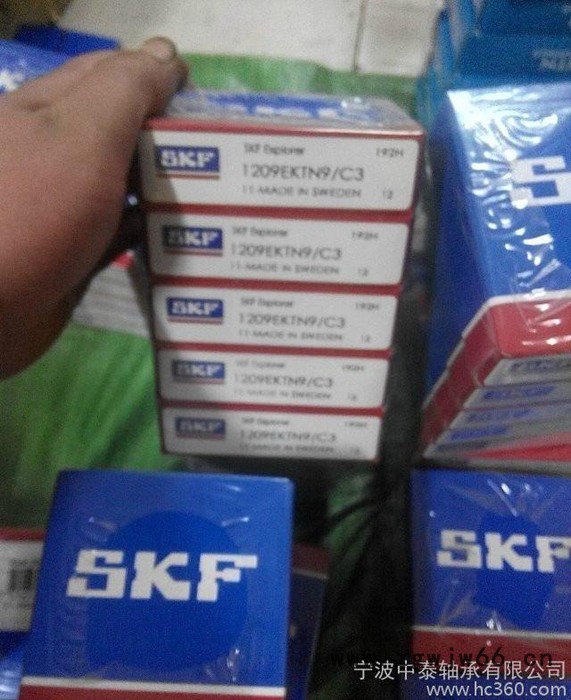 SKF
SKF Explorer
192H
1209EKTN9/C3
11-MADE IN SWEDEN
12
SKF
SKF Explorer
192H
1209EKTN9/C3
11-MADE IN SWEDEN
12
SKF
SKF Explorer
192H
1209EKTN9/C3
11-MADE IN SWEDEN
12
SKF
SKF Explorer
192H
1209EKTN9/C3
11-MADE IN SWEDEN
12
SKF
SKF Explorer
192H
1209EKTN9/C3
11-MADE IN SWEDEN
12
SKF
SKF
宁波中泰轴承有限公司
www.hc360.com